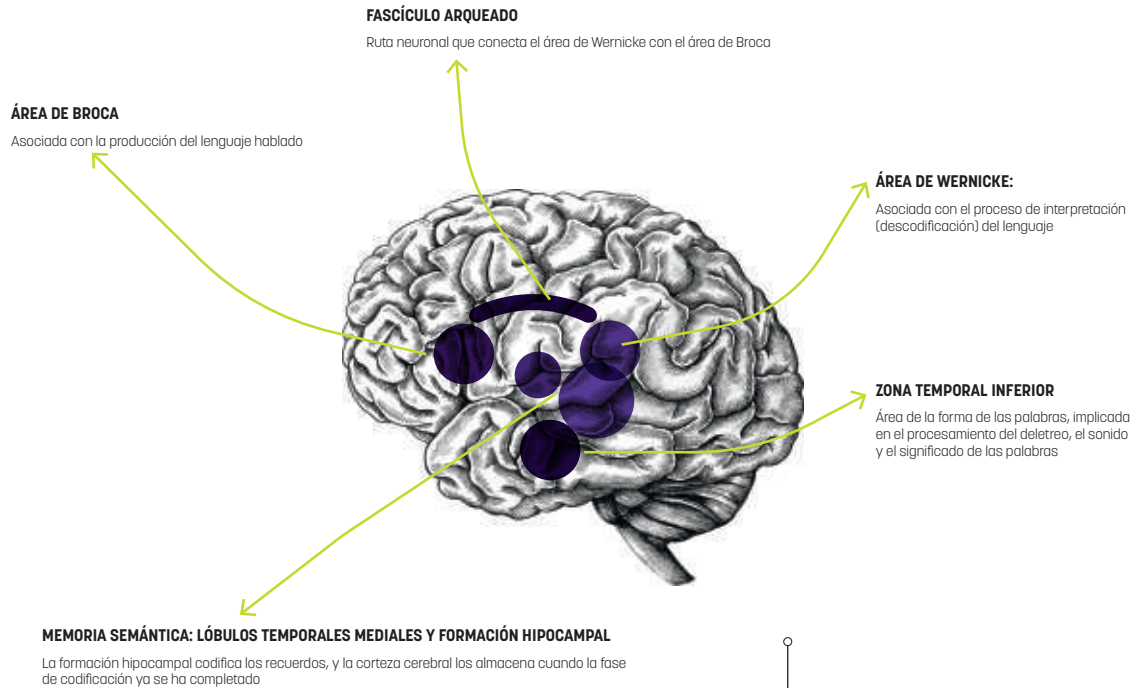 FASCÍCULO ARQUEADO
Ruta neuronal que conecta el área de Wernicke con el área de Broca
ÁREA DE BROCA
Asociada con la producción del lenguaje hablado
ÁREA DE WERNICKE:
Asociada con el proceso de interpretación
(descodificación) del lenguaje
ZONA TEMPORAL INFERIOR
Área de la forma de las palabras, implicada
en el procesamiento del deletreo, el sonido
y el significado de las palabras
MEMORIA SEMÁNTICA: LÓBULOS TEMPORALES MEDIALES Y FORMACIÓN HIPOCAMPAL
La formación hipocampal codifica los recuerdos, y la corteza cerebral los almacena cuando la fase
de codificación ya se ha completado